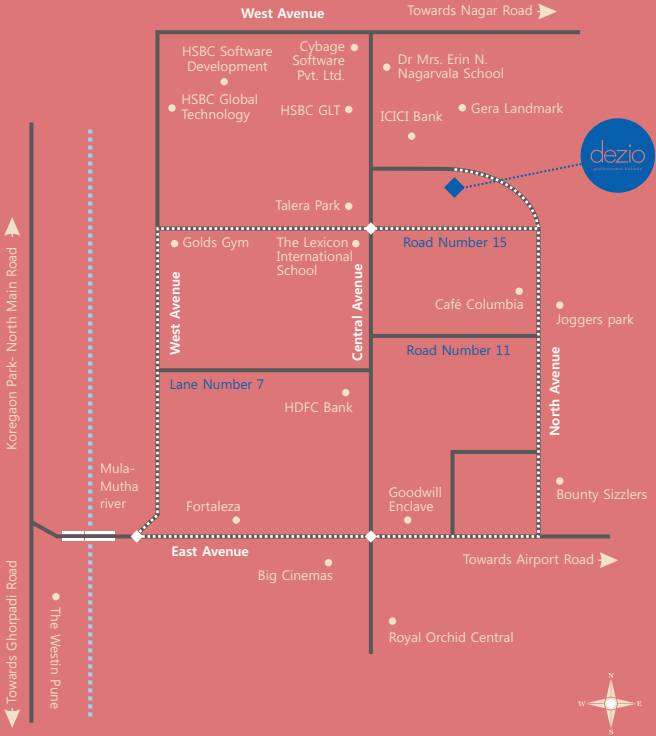 West Avenue
Towards Nagar Road
HSBC Software
Development
Cybage
Software
Pvt. Ltd.
Dr Mrs. Erin N.
Nagarvala School
HSBC Global
Technology
HSBC GLT
ICICI Bank
Gera Landmark
dezio
Talera Park
Golds Gym
The Lexicon
International
School
Road Number 15
Koregaon Park- North Main Road
West Avenue
Central Avenue
Café Columbia
Joggers park
Road Number 11
North Avenue
Lane Number 7
HDFC Bank
Mula-
Mutha
river
Fortaleza
Goodwill
Enclave
Bounty Sizzlers
East Avenue
Towards Airport Road
Big Cinemas
Towards Ghorpadi Road
The Westin Pune
Royal Orchid Central
N
W
E
S